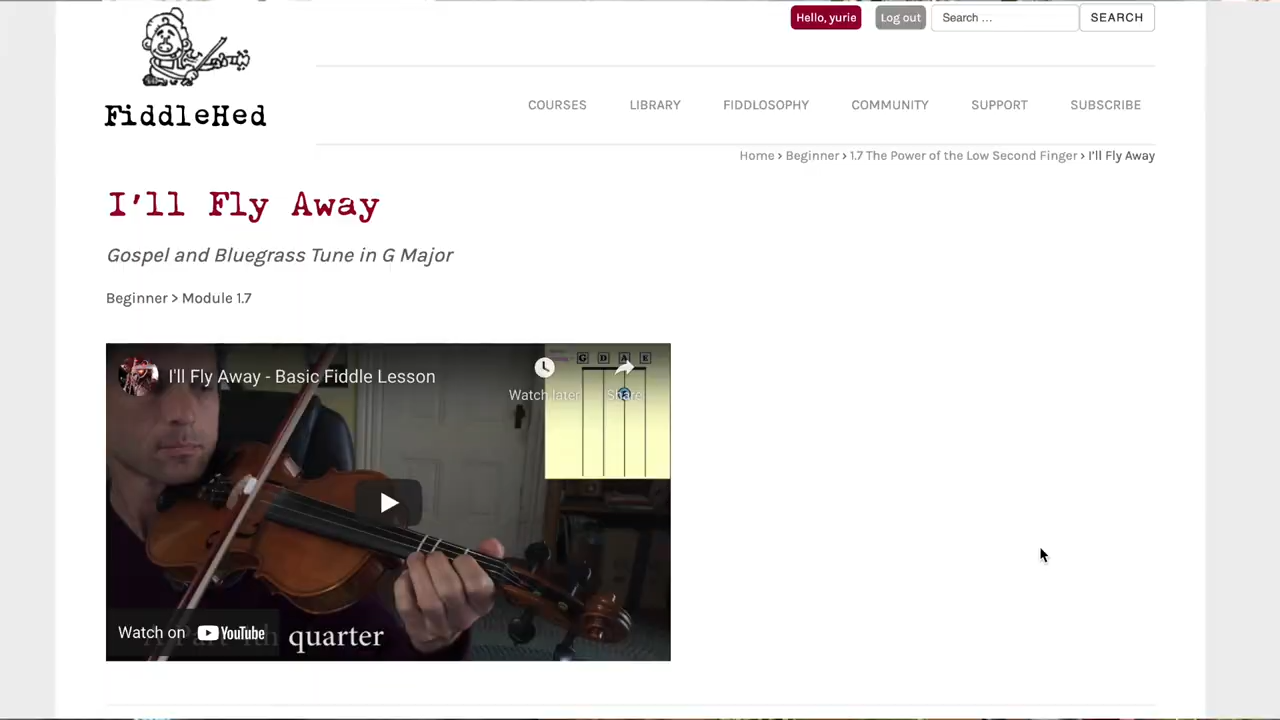 Hello, yurie
Log out
Search …
SEARCH
FiddleHed
COURSES
LIBRARY
FIDDLOSOPHY
COMMUNITY
SUPPORT
SUBSCRIBE
Home › Beginner › 1.7 The Power of the Low Second Finger › I'll Fly Away
I'll Fly Away
Gospel and Bluegrass Tune in G Major
Beginner > Module 1.7
I'll Fly Away - Basic Fiddle Lesson
Watch later
Share
G D A E
Watch on YouTube
quarter